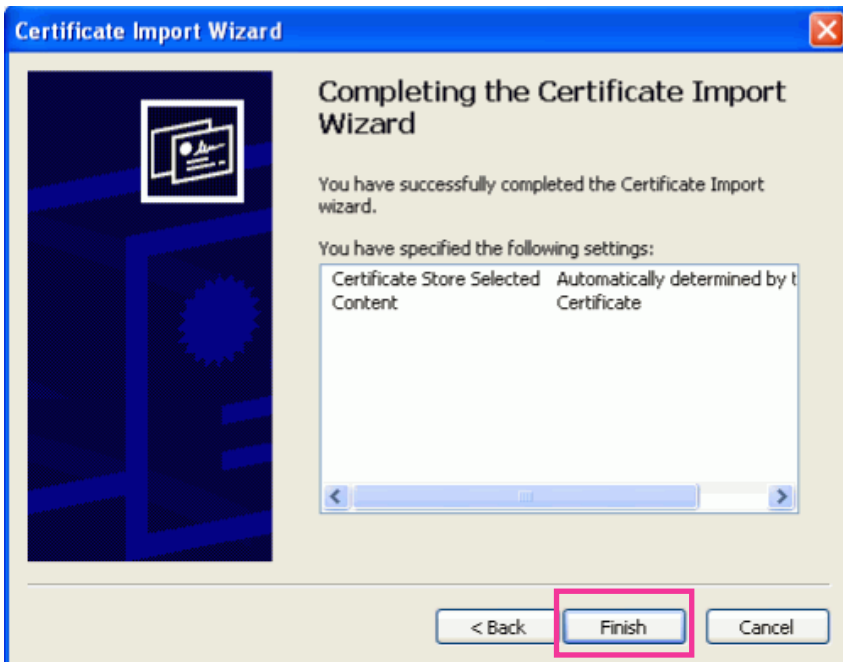 Certificate Import Wizard
Completing the Certificate Import
Wizard
You have successfully completed the Certificate Import
wizard.
You have specified the following settings:
Certificate Store Selected Automatically determined by t
Content Certificate
< Back Finish Cancel